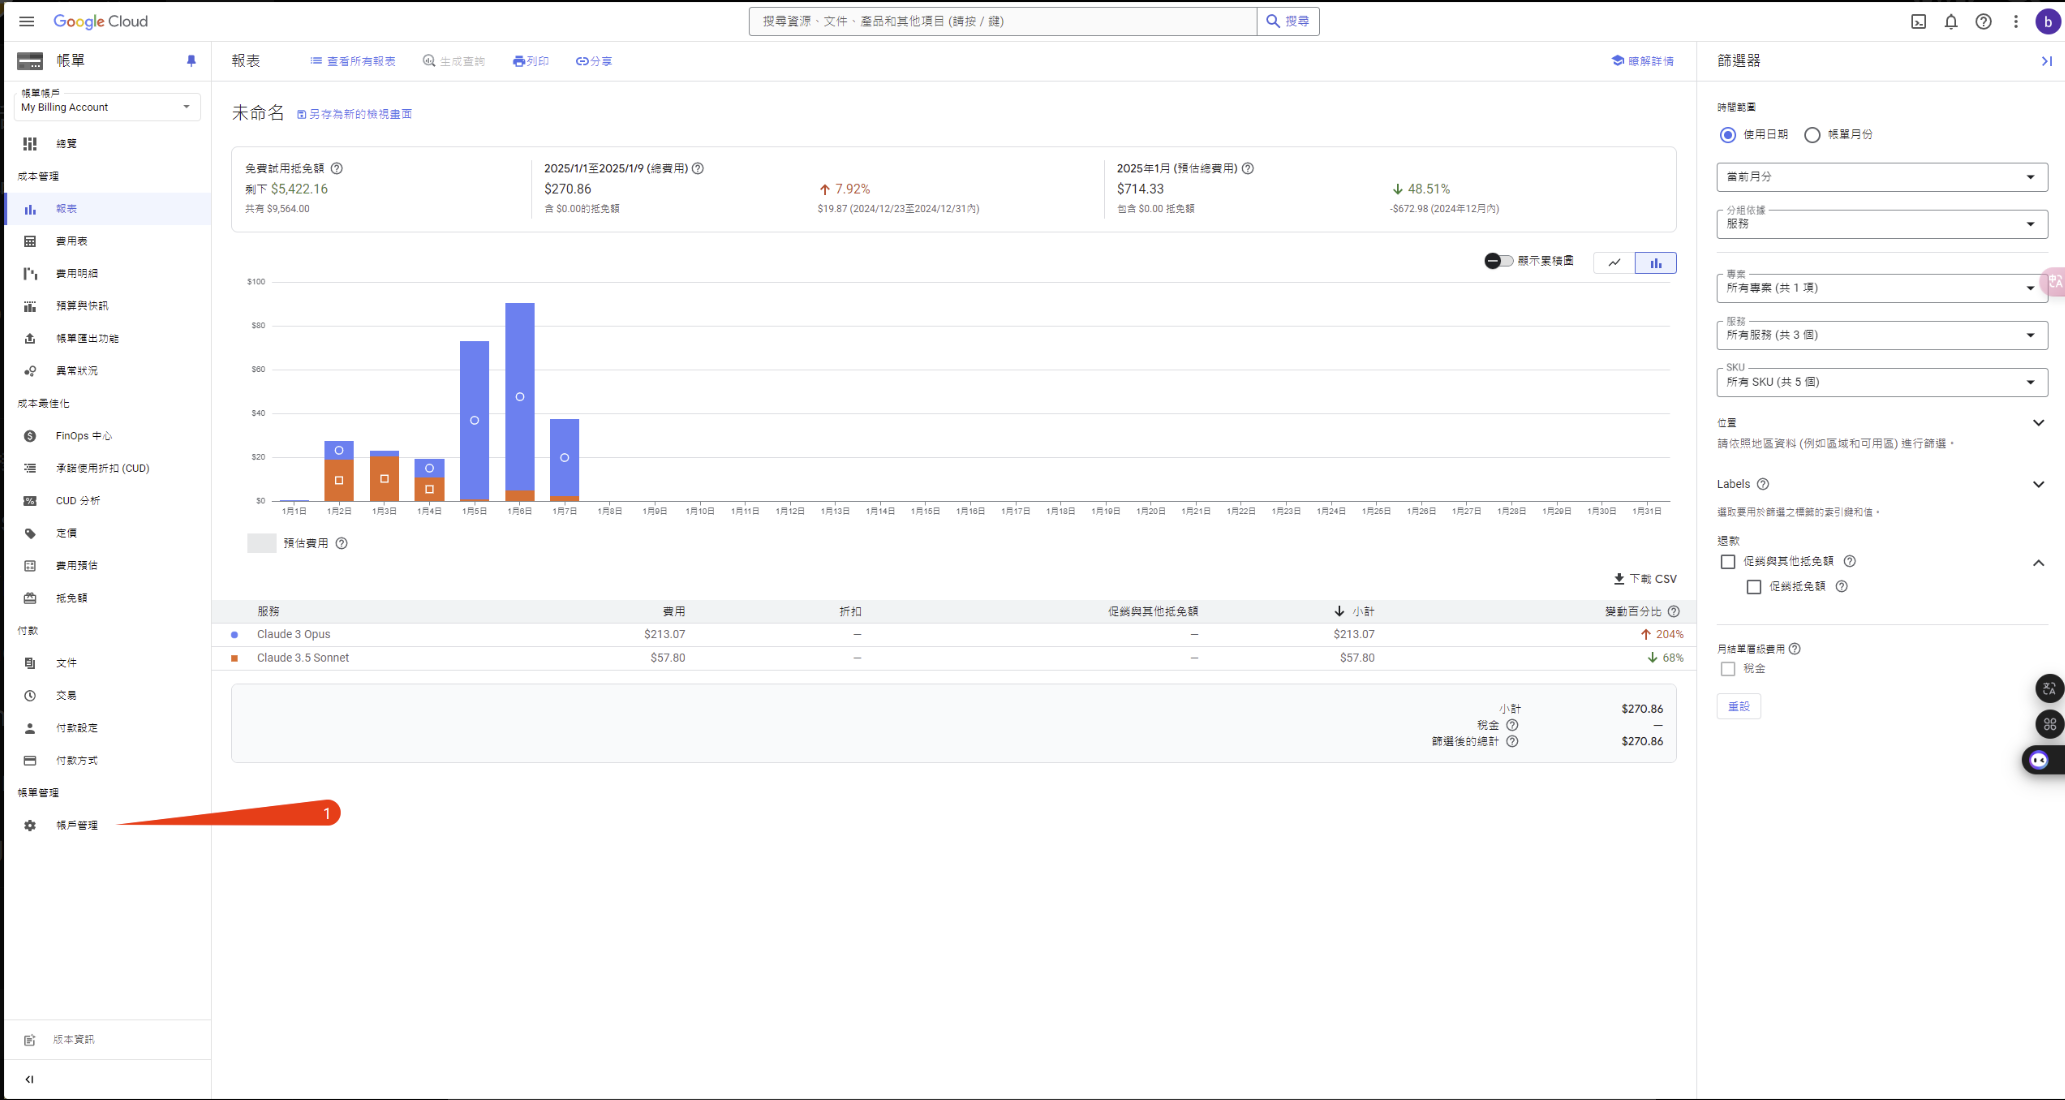 Google Cloud
搜尋資源、文件、產品和其他項目 (請按 / 鍵)
搜尋
b
帳單
報表
查看所有報表
生成查詢
列印
分享
瞭解詳情
篩選器
帳單帳戶
My Billing Account
總覽
成本管理
報表
費用表
費用明細
預算與快訊
帳單匯出功能
異常狀況
成本最佳化
FinOps 中心
承諾使用折扣 (CUD)
CUD 分析
定價
費用預估
抵免額
付款
文件
交易
付款設定
付款方式
帳單管理
帳戶管理
1
版本資訊
未命名
另存為新的檢視畫面
免費試用抵免額
剩下 $5,422.16
共有 $9,564.00
2025/1/1至2025/1/9 (總費用)
$270.86
含 $0.00的抵免額
7.92%
$19.87 (2024/12/23至2024/12/31內)
2025年1月 (預估總費用)
$714.33
包含 $0.00 抵免額
48.51%
-$672.98 (2024年12月內)
顯示累積圖
$100
$80
$60
$40
$20
$0
1月1日 1月2日 1月3日 1月4日 1月5日 1月6日 1月7日 1月8日 1月9日 1月10日 1月11日 1月12日 1月13日 1月14日 1月15日 1月16日 1月17日 1月18日 1月19日 1月20日 1月21日 1月22日 1月23日 1月24日 1月25日 1月26日 1月27日 1月28日 1月29日 1月30日 1月31日
預估費用
下載 CSV
服務 費用 折扣 促銷與其他抵免額 小計 變動百分比
Claude 3 Opus $213.07 — — $213.07 204%
Claude 3.5 Sonnet $57.80 — — $57.80 68%
小計 $270.86
稅金 —
篩選後的總計 $270.86
時間範圍
使用日期
帳單月份
當前月分
分組依據
服務
專案
所有專案 (共 1 項)
服務
所有服務 (共 3 個)
SKU
所有 SKU (共 5 個)
位置
請依照地區資料 (例如區域和可用區) 進行篩選。
Labels
選取要用於篩選之標籤的索引鍵和值。
退款
促銷與其他抵免額
促銷抵免額
月結單層級費用
稅金
重設